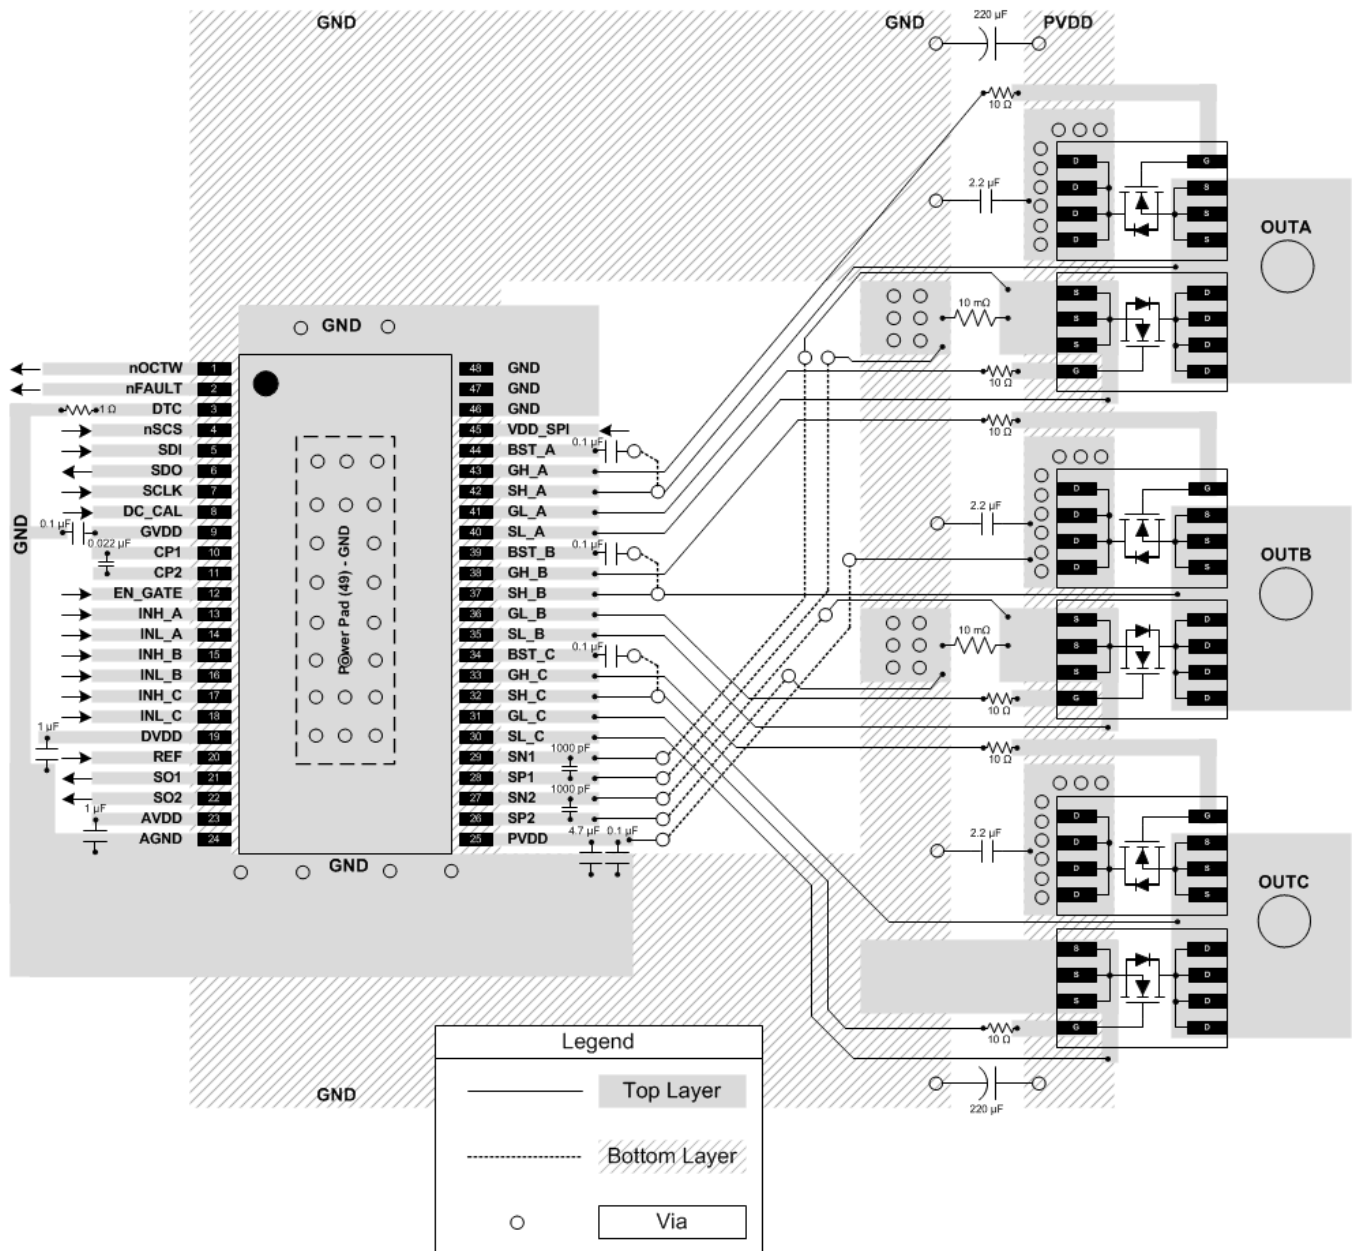 GND
GND
220 µF
PVDD
10 Ω
D
G
2.2 µF
D
S
D
S
OUTA
D
S
S
D
10 mΩ
S
D
GND
S
D
10 Ω
G
D
nOCTW 1
48 GND
nFAULT 2
47 GND
1 Ω
DTC 3
46 GND
nSCS 4
45 VDD_SPI
10 Ω
SDI 5
44 BST_A
0.1 µF
SDO 6
43 GH_A
SCLK 7
42 SH_A
D
G
DC_CAL 8
41 GL_A
D
S
0.1 µF
GVDD 9
40 SL_A
2.2 µF
D
S
OUTB
GND
0.022 µF
CP1 10
39 BST_B
0.1 µF
D
S
CP2 11
38 GH_B
EN_GATE 12
37 SH_B
INH_A 13
36 GL_B
S
D
INL_A 14
35 SL_B
10 mΩ
S
D
INH_B 15
34 BST_C
0.1 µF
S
D
INL_B 16
33 GH_C
INH_C 17
32 SH_C
10 Ω
G
D
INL_C 18
31 GL_C
1 µF
DVDD 19
30 SL_C
REF 20
29 SN1
1000 pF
10 Ω
SO1 21
28 SP1
SO2 22
27 SN2
1000 pF
1 µF
AVDD 23
26 SP2
AGND 24
25 PVDD
4.7 µF
0.1 µF
Power Pad (49) - GND
GND
D
G
D
S
2.2 µF
D
S
OUTC
D
S
S
D
S
D
S
D
10 Ω
G
D
GND
220 µF
Legend
Top Layer
Bottom Layer
Via